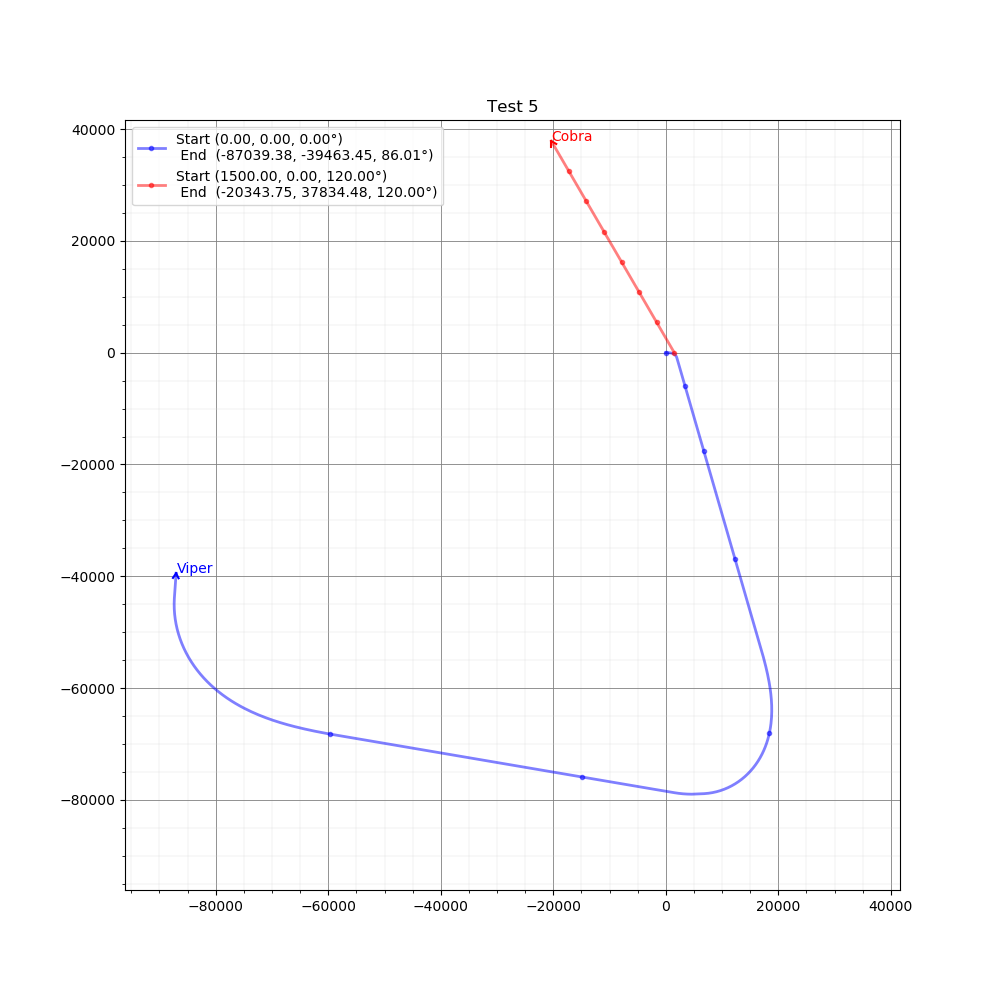 Test 5
Start (0.00, 0.00, 0.00°)
End  (-87039.38, -39463.45, 86.01°)
Start (1500.00, 0.00, 120.00°)
End  (-20343.75, 37834.48, 120.00°)
Cobra
Viper
40000
20000
0
−20000
−40000
−60000
−80000
−80000
−60000
−40000
−20000
0
20000
40000